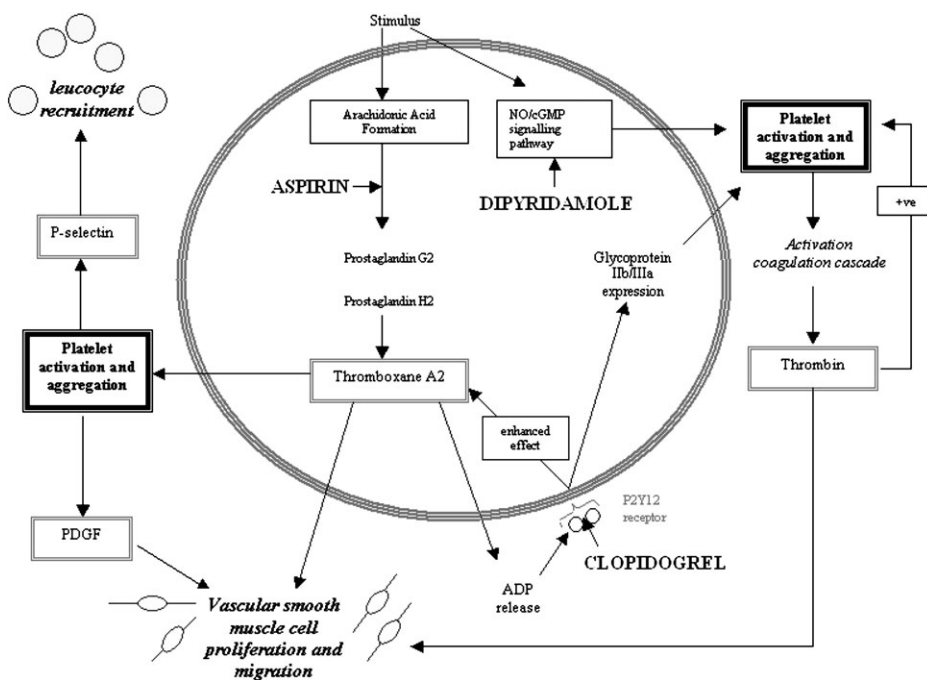 Stimulus
leucocyte
recruitment
Arachidonic Acid
Formation
NO/cGMP
signalling
pathway
Platelet
activation and
aggregation
ASPIRIN
DIPYRIDAMOLE
+ve
P-selectin
Prostaglandin G2
Glycoprotein
IIb/IIIa
expression
Activation
coagulation cascade
Prostaglandin H2
Platelet
activation and
aggregation
Thromboxane A2
Thrombin
enhanced
effect
P2Y12
receptor
PDGF
CLOPIDOGREL
ADP
release
Vascular smooth
muscle cell
proliferation and
migration